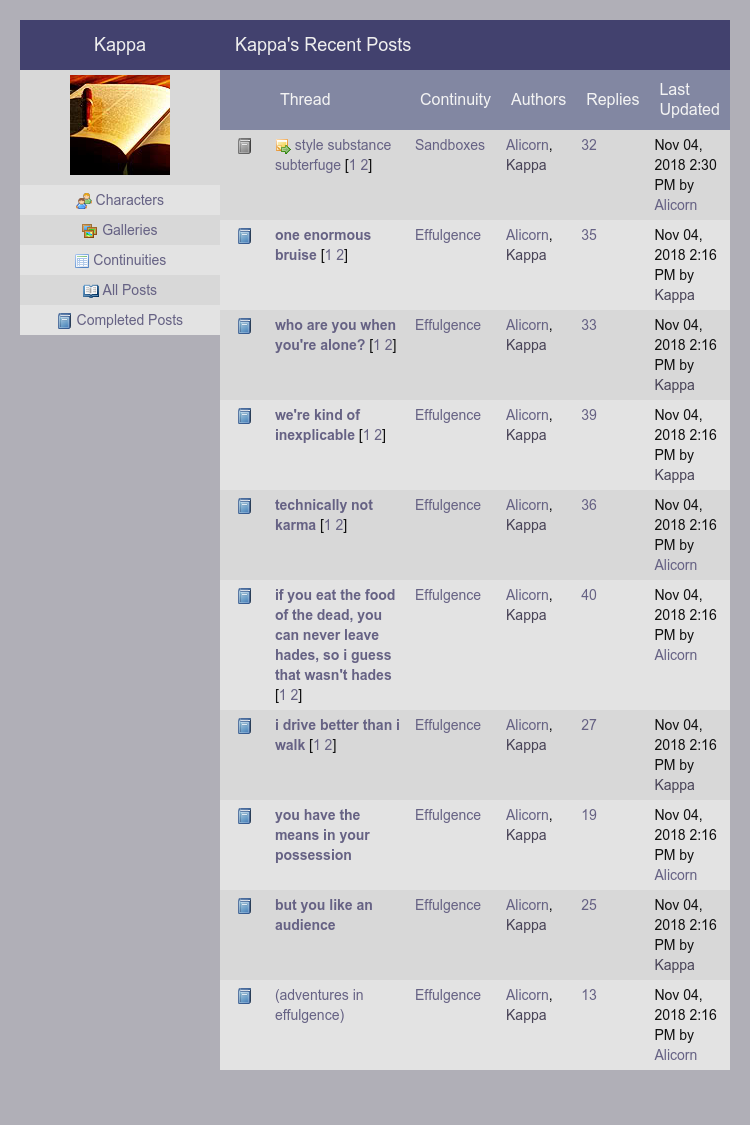 Kappa
Characters
Galleries
Continuities
All Posts
Completed Posts
Kappa's Recent Posts
Thread Continuity Authors Replies Last Updated
style substance subterfuge [1 2] Sandboxes Alicorn, Kappa 32 Nov 04, 2018 2:30 PM by Alicorn
one enormous bruise [1 2] Effulgence Alicorn, Kappa 35 Nov 04, 2018 2:16 PM by Kappa
who are you when you're alone? [1 2] Effulgence Alicorn, Kappa 33 Nov 04, 2018 2:16 PM by Kappa
we're kind of inexplicable [1 2] Effulgence Alicorn, Kappa 39 Nov 04, 2018 2:16 PM by Kappa
technically not karma [1 2] Effulgence Alicorn, Kappa 36 Nov 04, 2018 2:16 PM by Alicorn
if you eat the food of the dead, you can never leave hades, so i guess that wasn't hades [1 2] Effulgence Alicorn, Kappa 40 Nov 04, 2018 2:16 PM by Alicorn
i drive better than i walk [1 2] Effulgence Alicorn, Kappa 27 Nov 04, 2018 2:16 PM by Kappa
you have the means in your possession Effulgence Alicorn, Kappa 19 Nov 04, 2018 2:16 PM by Alicorn
but you like an audience Effulgence Alicorn, Kappa 25 Nov 04, 2018 2:16 PM by Kappa
(adventures in effulgence) Effulgence Alicorn, Kappa 13 Nov 04, 2018 2:16 PM by Alicorn